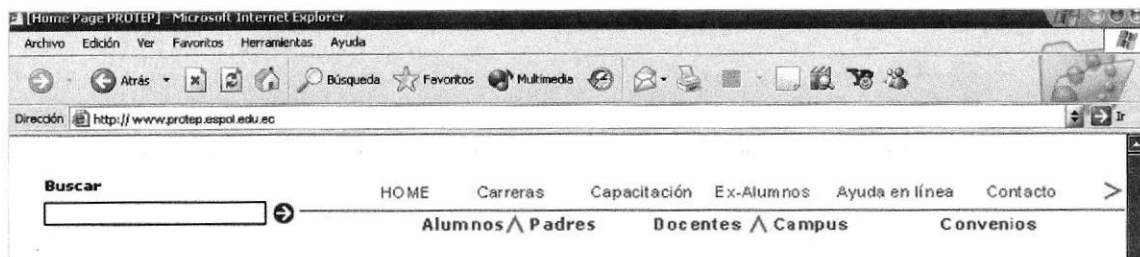 [Home Page PROTEP] - Microsoft Internet Explorer
Archivo Edición Ver Favoritos Herramientas Ayuda
Atrás Búsqueda Favoritos Multimedia
Dirección http:// www.protep.espol.edu.ec Ir
Buscar
HOME Carreras Capacitación Ex-Alumnos Ayuda en línea Contacto >
Alumnos Padres Docentes Campus Convenios